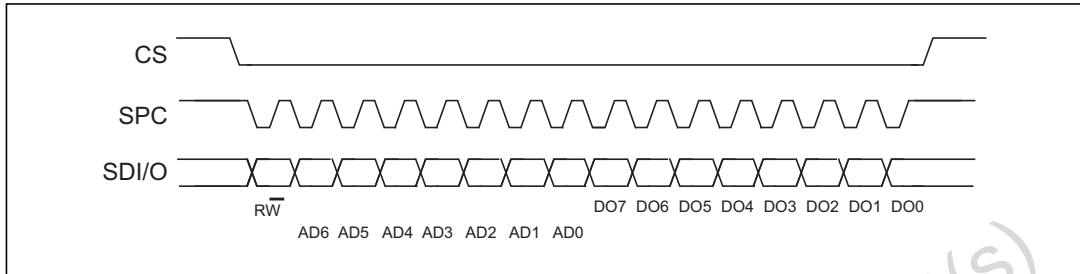 CS
SPC
SDI/O
RW̅
DO7 DO6 DO5 DO4 DO3 DO2 DO1 DO0
AD6 AD5 AD4 AD3 AD2 AD1 AD0
(s)